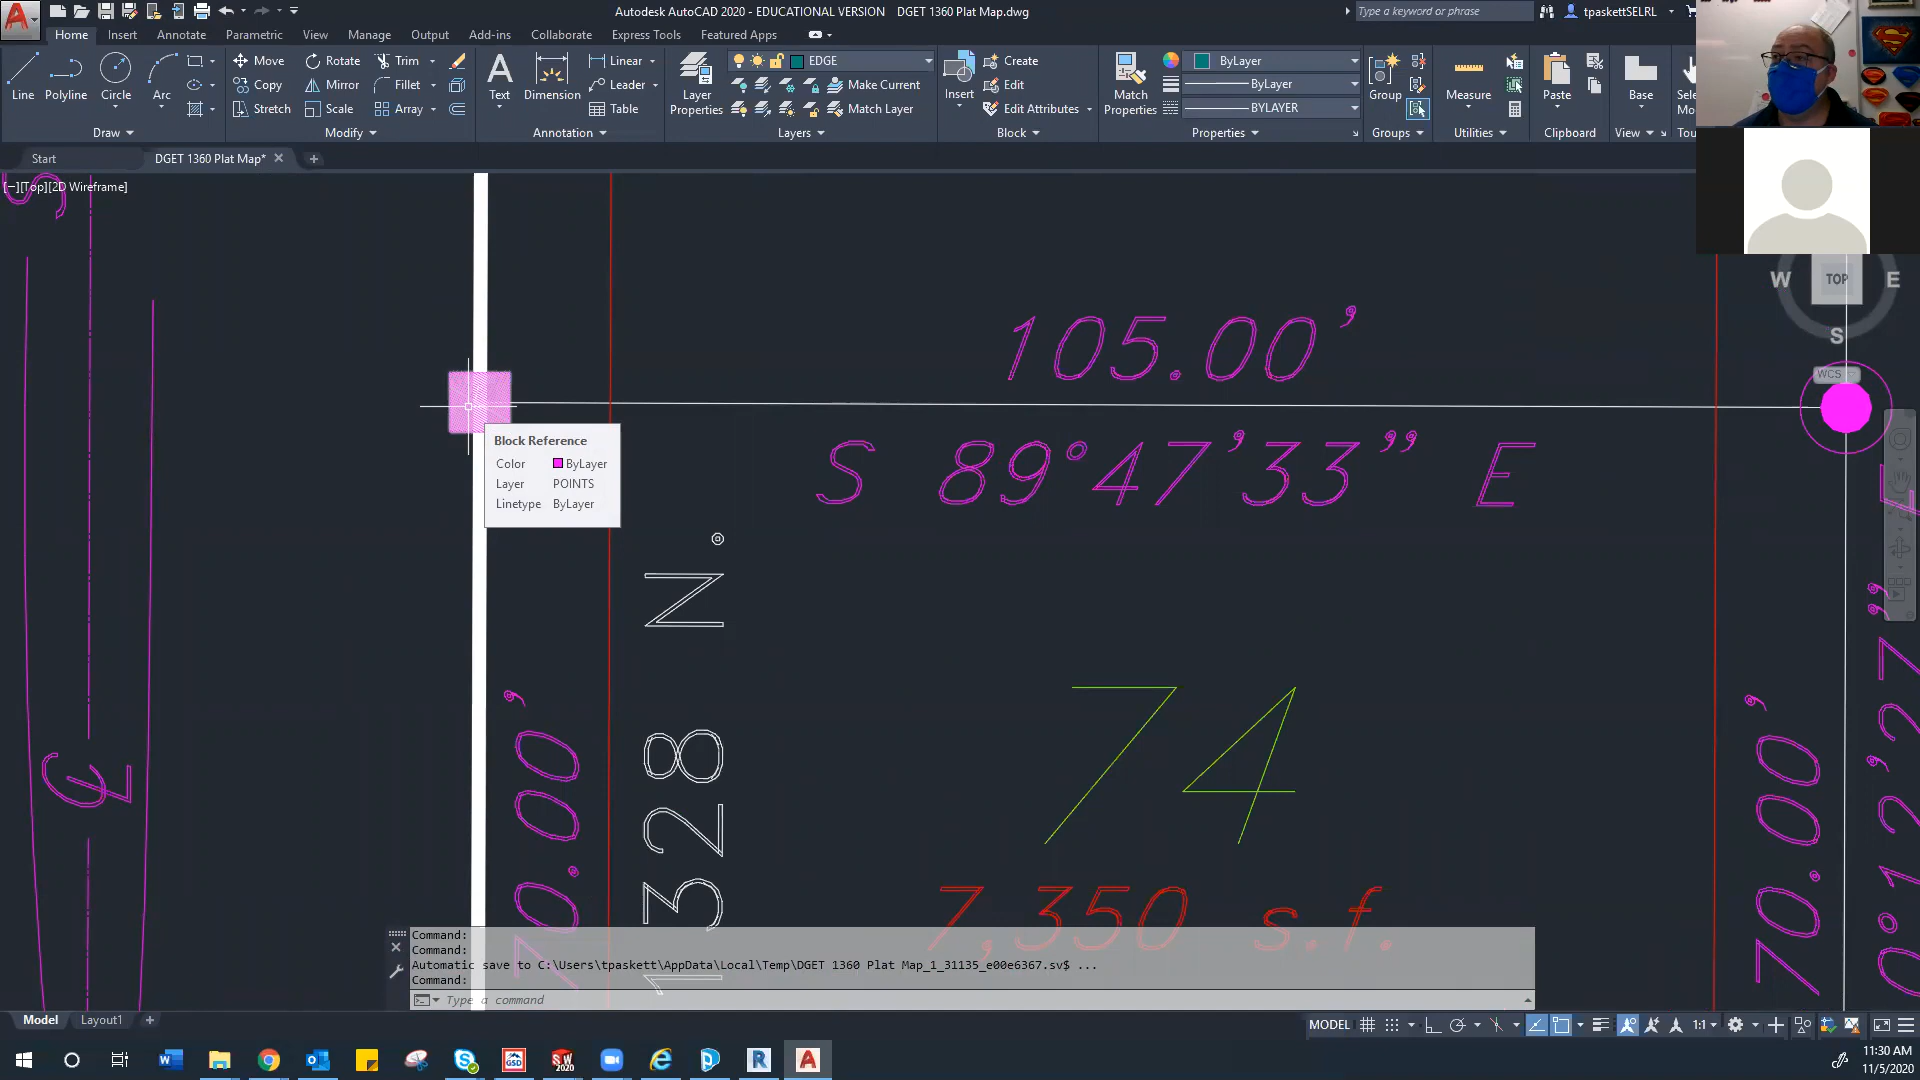 Autodesk AutoCAD 2020 - EDUCATIONAL VERSION DGET 1360 Plat Map.dwg
Type a keyword or phrase
tpaskettSELRL
Home Insert Annotate Parametric View Manage Output Add-ins Collaborate Express Tools Featured Apps
Line Polyline Circle Arc
Move Rotate Trim
Copy Mirror Fillet
Stretch Scale Array
Text Dimension
Linear
Leader
Table
Layer Properties
EDGE
Make Current
Match Layer
Insert
Create
Edit
Edit Attributes
Match Properties
ByLayer
ByLayer
BYLAYER
Group
Measure
Paste
Base
Draw Modify Annotation Layers Block Properties Groups Utilities Clipboard View
Start DGET 1360 Plat Map*
[−][Top][2D Wireframe]
W TOP E
S
WCS
105.00'
S 89°47'33" E
Block Reference
Color ByLayer
Layer POINTS
Linetype ByLayer
70.00'
1328 N.
74
7,350 s.f.
70.00'
Command:
Command:
Automatic save to C:\Users\tpaskett\AppData\Local\Temp\DGET 1360 Plat Map_1_31135_e00e6367.sv$ ...
Command:
Type a command
Model Layout1
MODEL 1:1
11:30 AM
11/5/2020